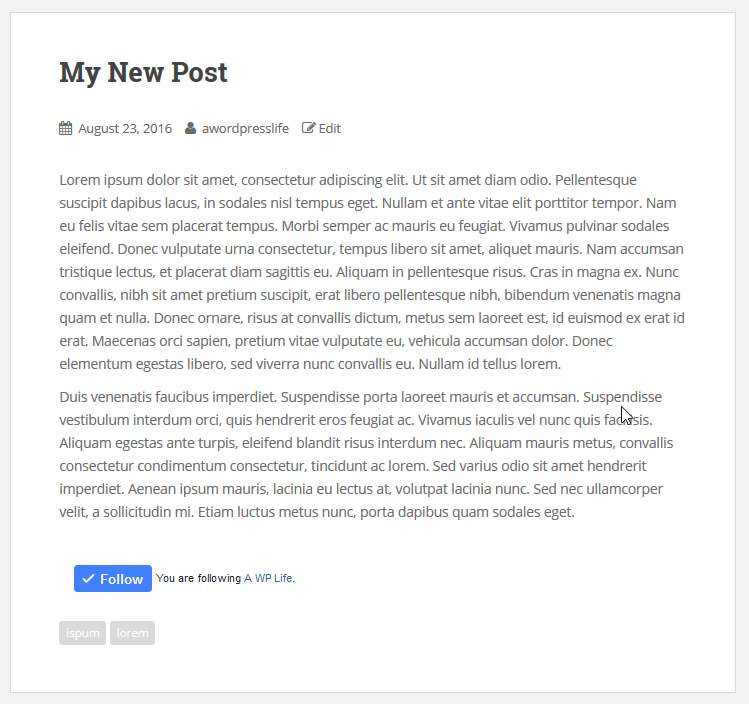 My New Post
August 23, 2016 awordpresslife Edit
Lorem ipsum dolor sit amet, consectetur adipiscing elit. Ut sit amet diam odio. Pellentesque
suscipit dapibus lacus, in sodales nisl tempus eget. Nullam et ante vitae elit porttitor tempor. Nam
eu felis vitae sem placerat tempus. Morbi semper ac mauris eu feugiat. Vivamus pulvinar sodales
eleifend. Donec vulputate urna consectetur, tempus libero sit amet, aliquet mauris. Nam accumsan
tristique lectus, et placerat diam sagittis eu. Aliquam in pellentesque risus. Cras in magna ex. Nunc
convallis, nibh sit amet pretium suscipit, erat libero pellentesque nibh, bibendum venenatis magna
quam et nulla. Donec ornare, risus at convallis dictum, metus sem laoreet est, id euismod ex erat id
erat. Maecenas orci sapien, pretium vitae vulputate eu, vehicula accumsan dolor. Donec
elementum egestas libero, sed viverra nunc convallis eu. Nullam id tellus lorem.
Duis venenatis faucibus imperdiet. Suspendisse porta laoreet mauris et accumsan. Suspendisse
vestibulum interdum orci, quis hendrerit eros feugiat ac. Vivamus iaculis vel nunc quis facilisis.
Aliquam egestas ante turpis, eleifend blandit risus interdum nec. Aliquam mauris metus, convallis
consectetur condimentum consectetur, tincidunt ac lorem. Sed varius odio sit amet hendrerit
imperdiet. Aenean ipsum mauris, lacinia eu lectus at, volutpat lacinia nunc. Sed nec ullamcorper
velit, a sollicitudin mi. Etiam luctus metus nunc, porta dapibus quam sodales eget.
Follow You are following A WP Life.
ispum lorem